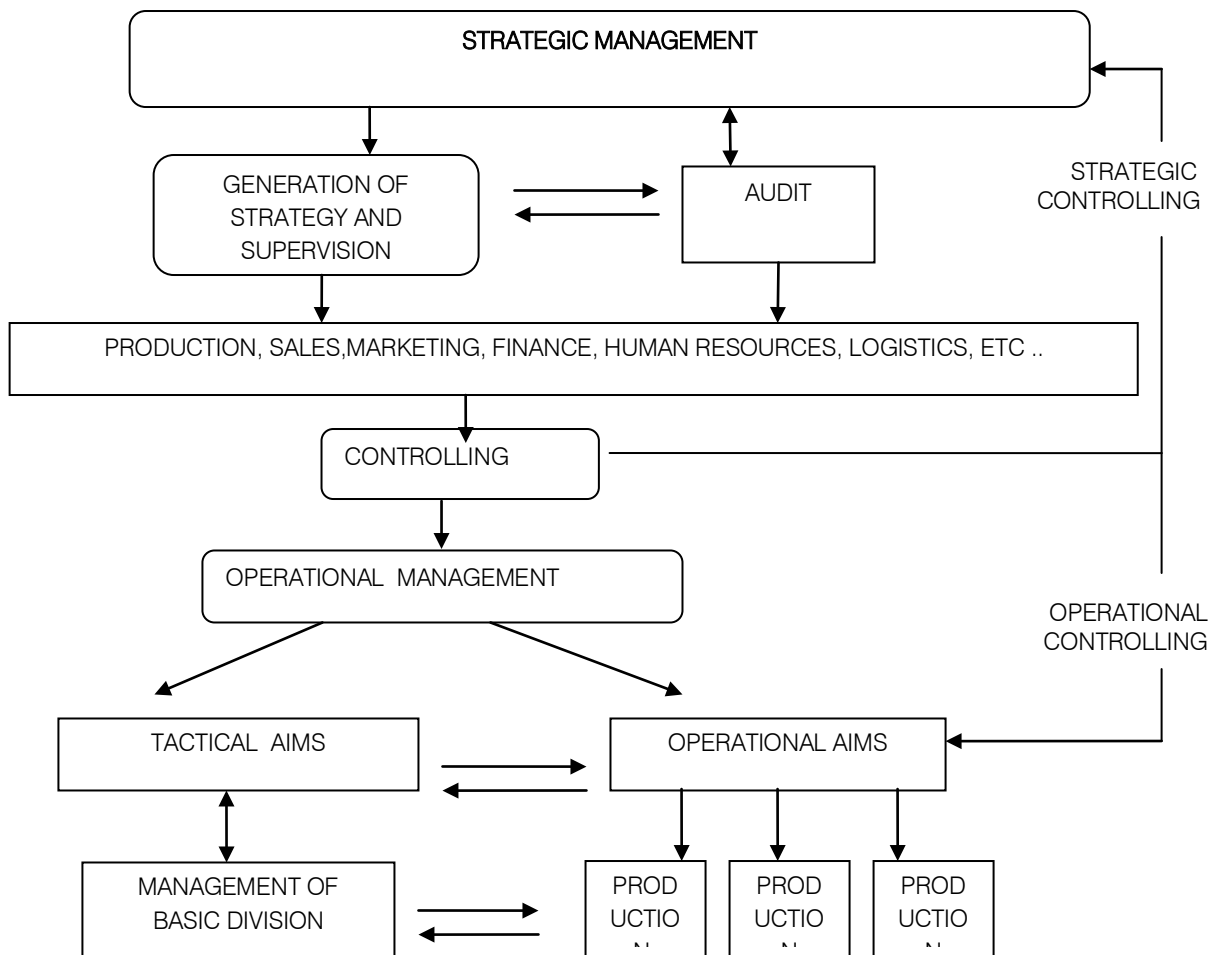 STRATEGIC MANAGEMENT
GENERATION OF
STRATEGY AND
SUPERVISION
AUDIT
STRATEGIC
CONTROLLING
PRODUCTION, SALES,MARKETING, FINANCE, HUMAN RESOURCES, LOGISTICS, ETC ..
CONTROLLING
OPERATIONAL MANAGEMENT
OPERATIONAL
CONTROLLING
TACTICAL AIMS
OPERATIONAL AIMS
MANAGEMENT OF
BASIC DIVISION
PROD
UCTIO
N
PROD
UCTIO
N
PROD
UCTIO
N